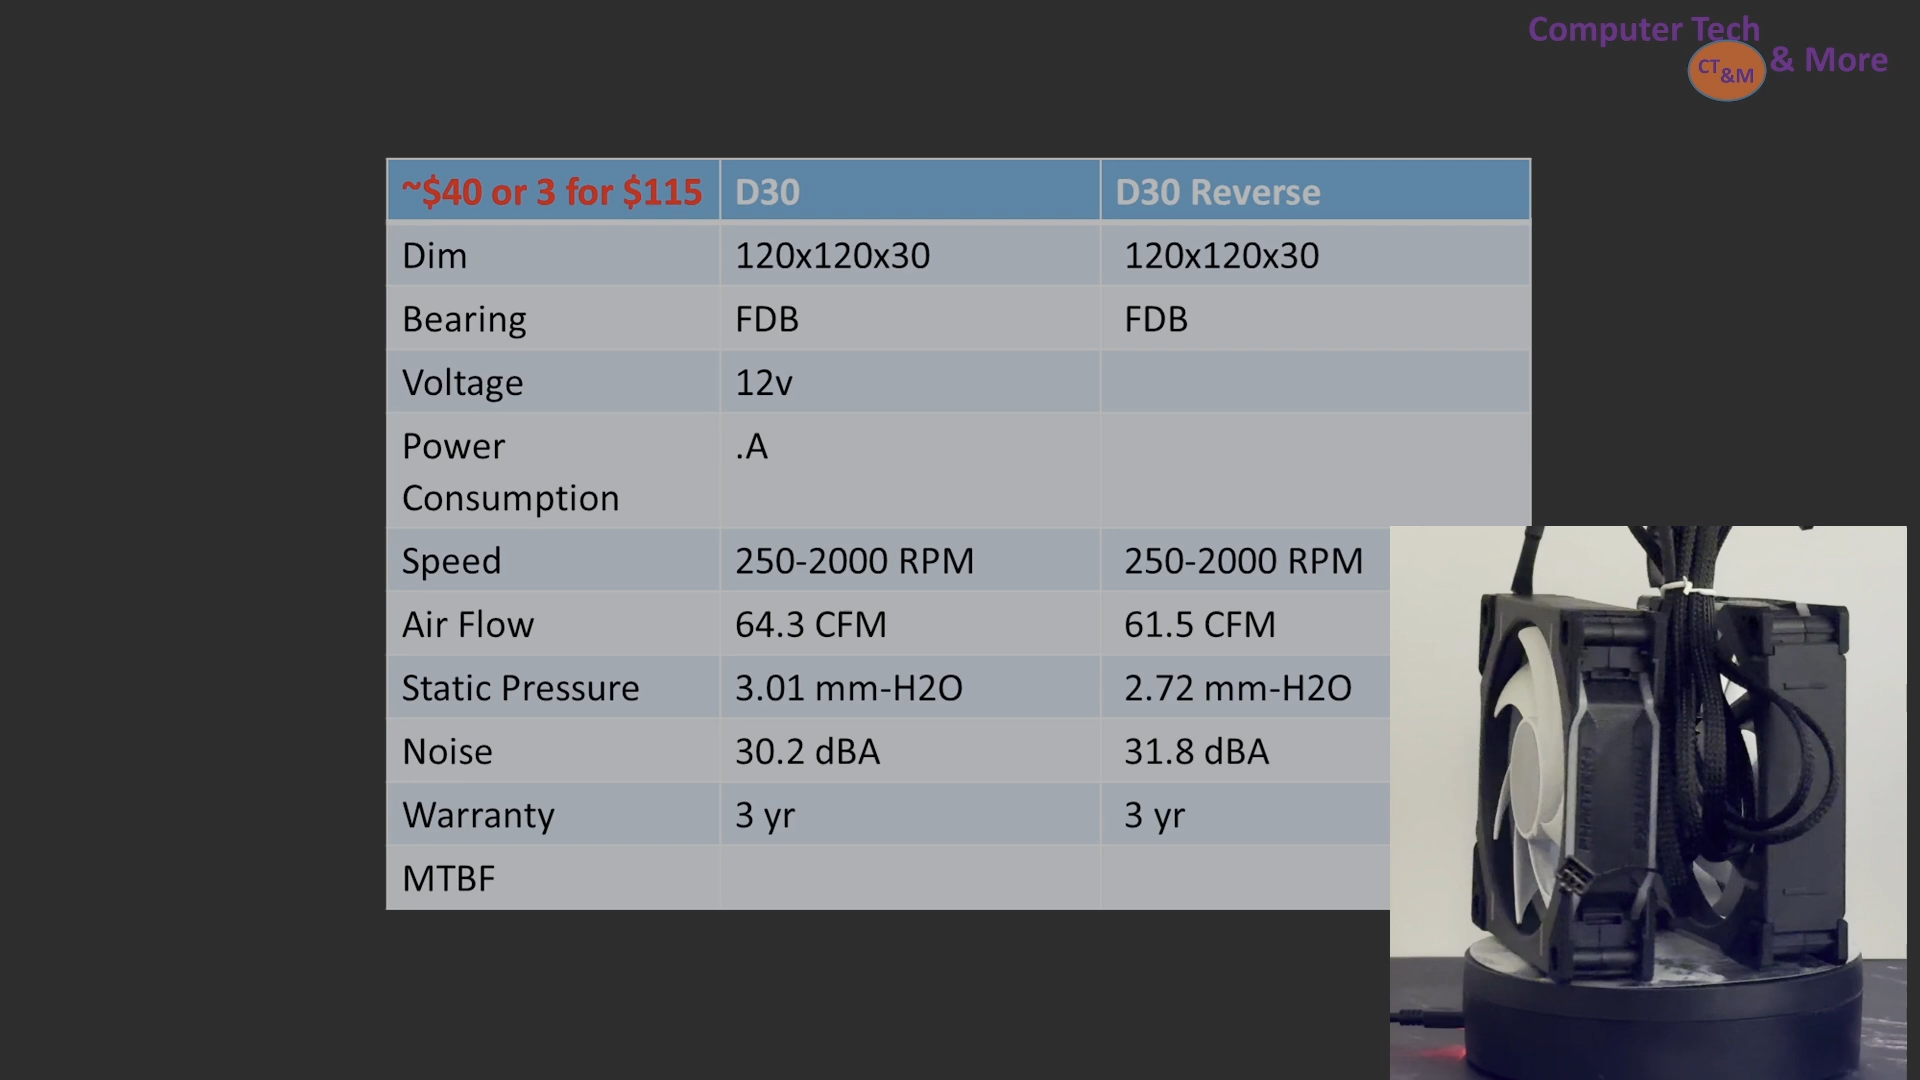 Computer Tech
& More
CT
&M
~$40 or 3 for $115 D30 D30 Reverse
Dim 120x120x30 120x120x30
Bearing FDB FDB
Voltage 12v
Power
Consumption .A
Speed 250-2000 RPM 250-2000 RPM
Air Flow 64.3 CFM 61.5 CFM
Static Pressure 3.01 mm-H2O 2.72 mm-H2O
Noise 30.2 dBA 31.8 dBA
Warranty 3 yr 3 yr
MTBF
PHANTEKS